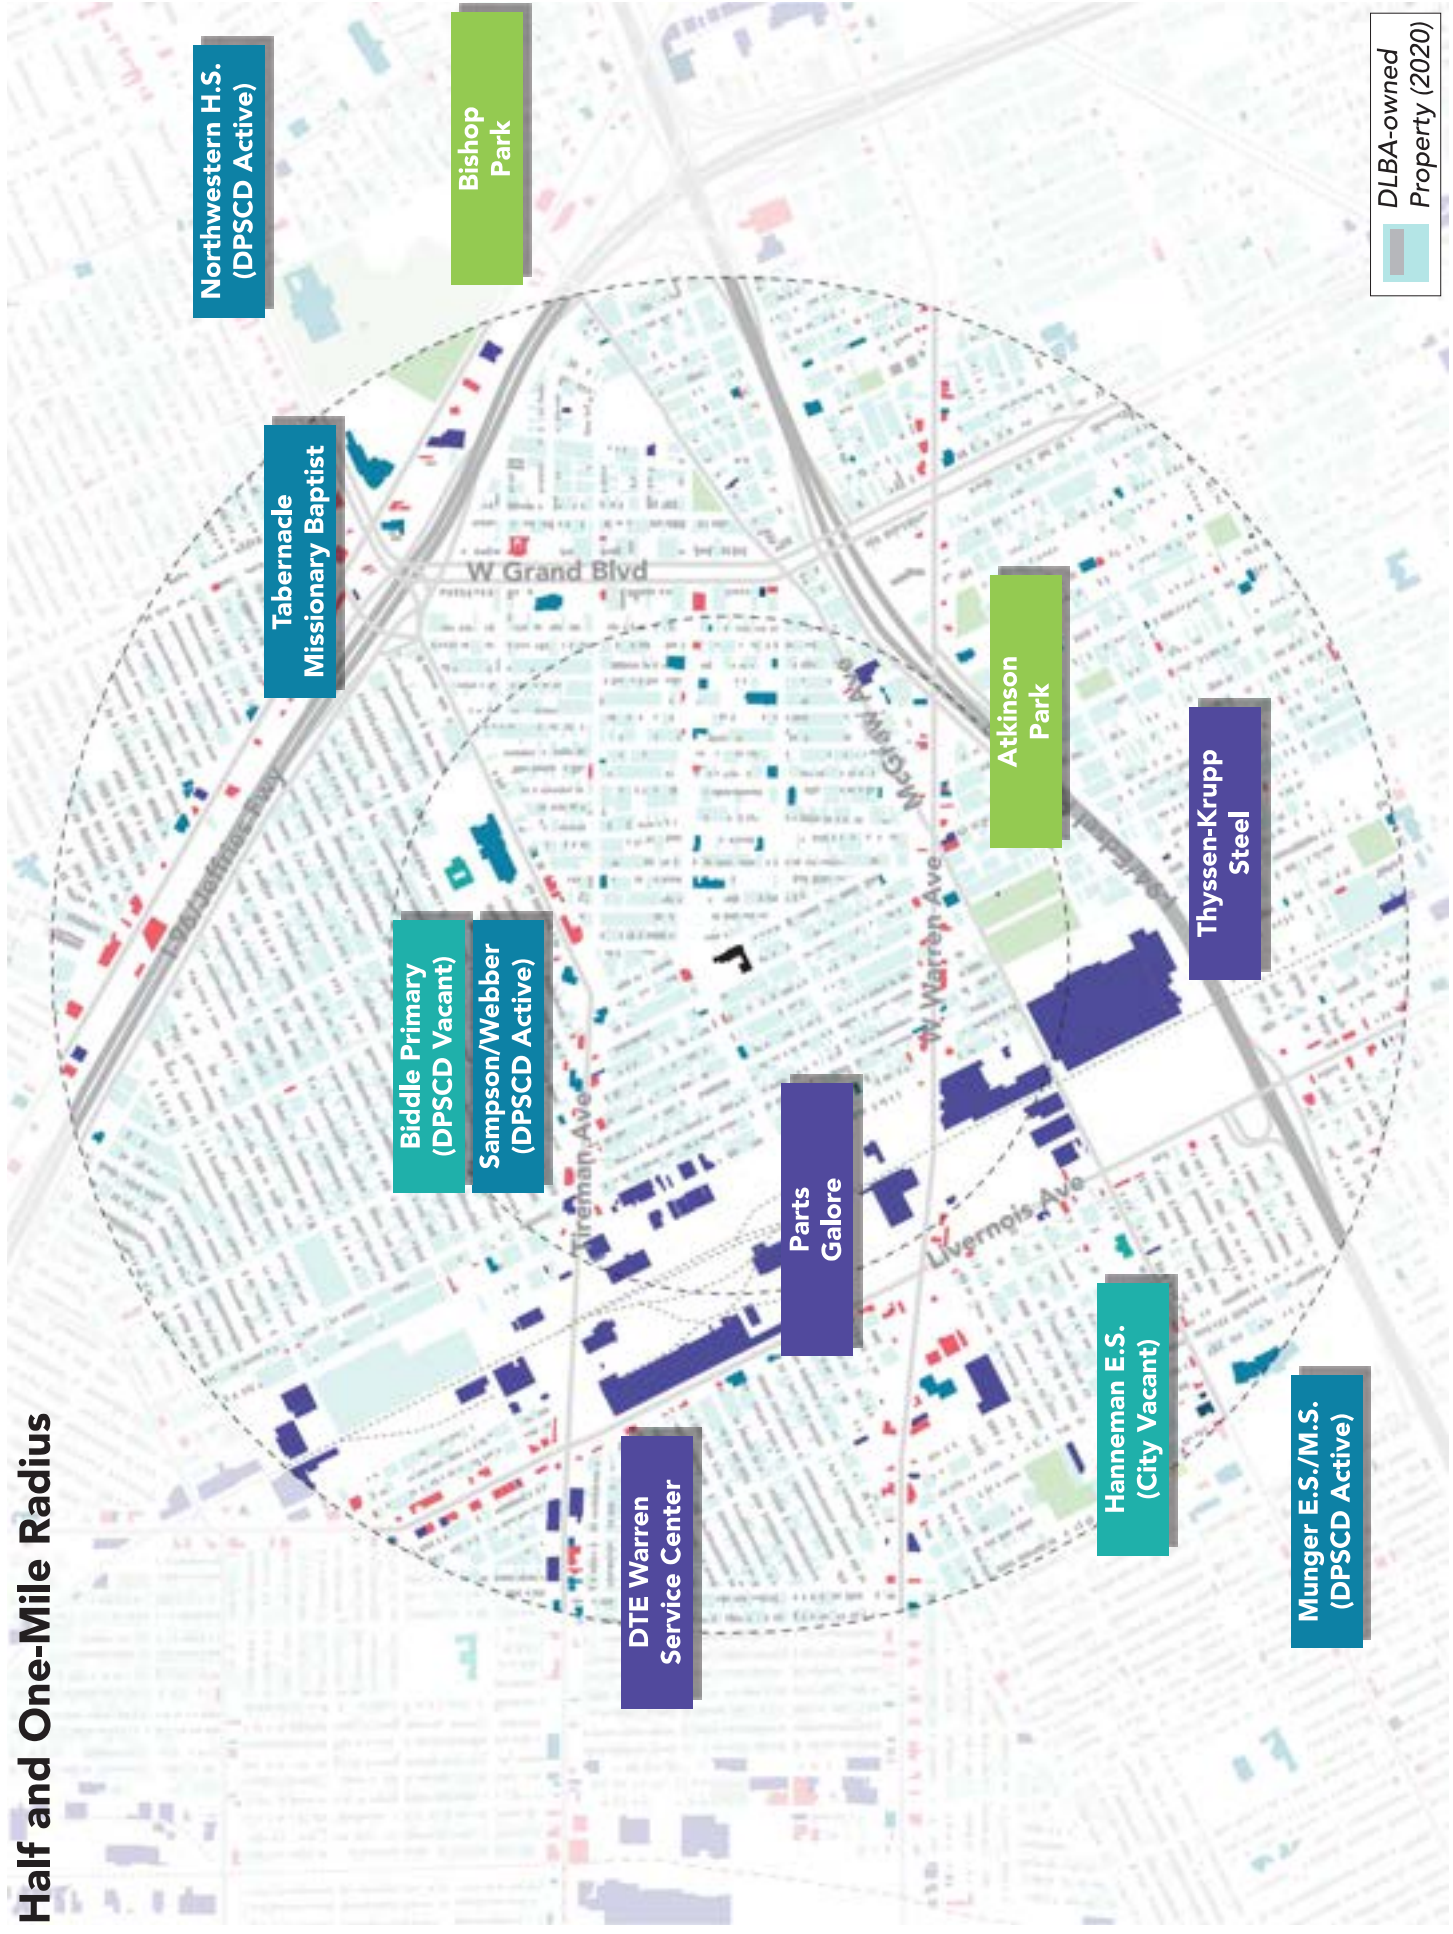 Half and One-Mile Radius
Northwestern H.S.
(DPSCD Active)
Tabernacle
Missionary Baptist
Bishop
Park
I-96/Jeffries Fwy
Biddle Primary
(DPSCD Vacant)
Sampson/Webber
(DPSCD Active)
W Grand Blvd
Tireman Ave
DTE Warren
Service Center
Parts
Galore
McGraw Ave
W Warren Ave
Livernois Ave
Atkinson
Park
I-94/Edsel
Thyssen-Krupp
Steel
Hanneman E.S.
(City Vacant)
Munger E.S./M.S.
(DPSCD Active)
DLBA-owned
Property (2020)